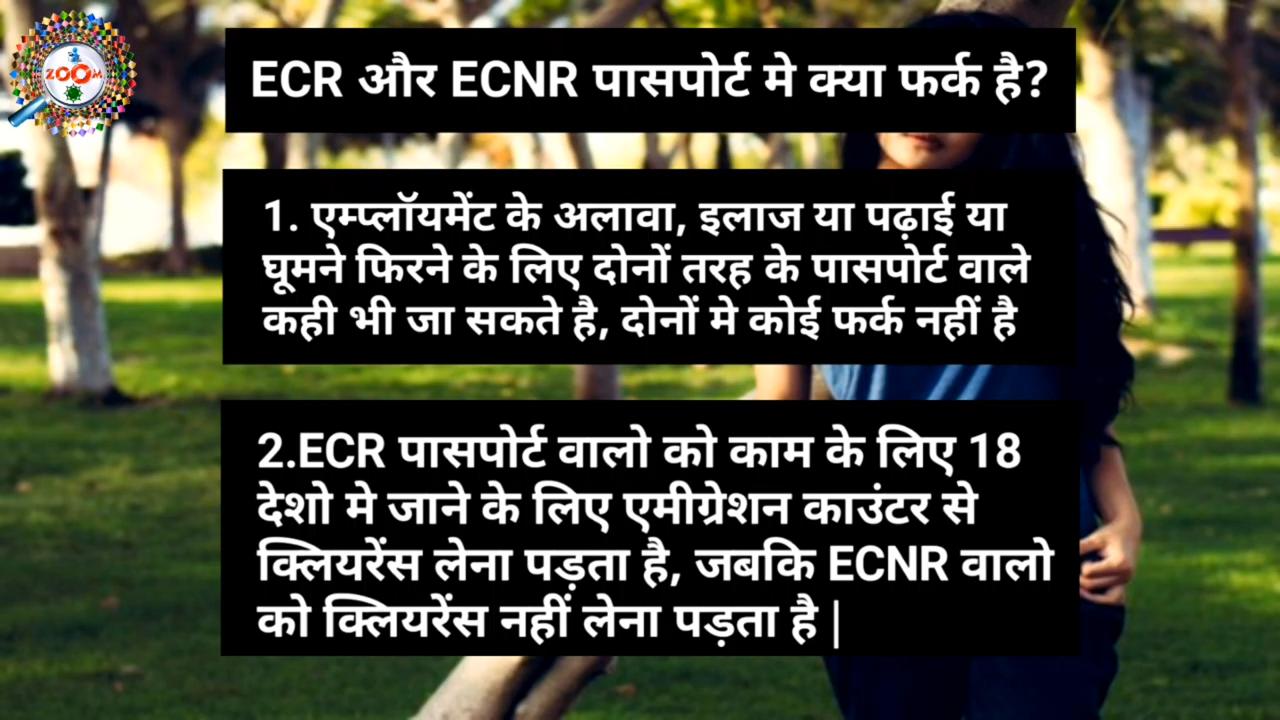 ZOOM
ECR और ECNR पासपोर्ट मे क्या फर्क है?
1. एम्प्लॉयमेंट के अलावा, इलाज या पढ़ाई या
घूमने फिरने के लिए दोनों तरह के पासपोर्ट वाले
कही भी जा सकते है, दोनों मे कोई फर्क नहीं है
2.ECR पासपोर्ट वालो को काम के लिए 18
देशो मे जाने के लिए एमीग्रेशन काउंटर से
क्लियरेंस लेना पड़ता है, जबकि ECNR वालो
को क्लियरेंस नहीं लेना पड़ता है |